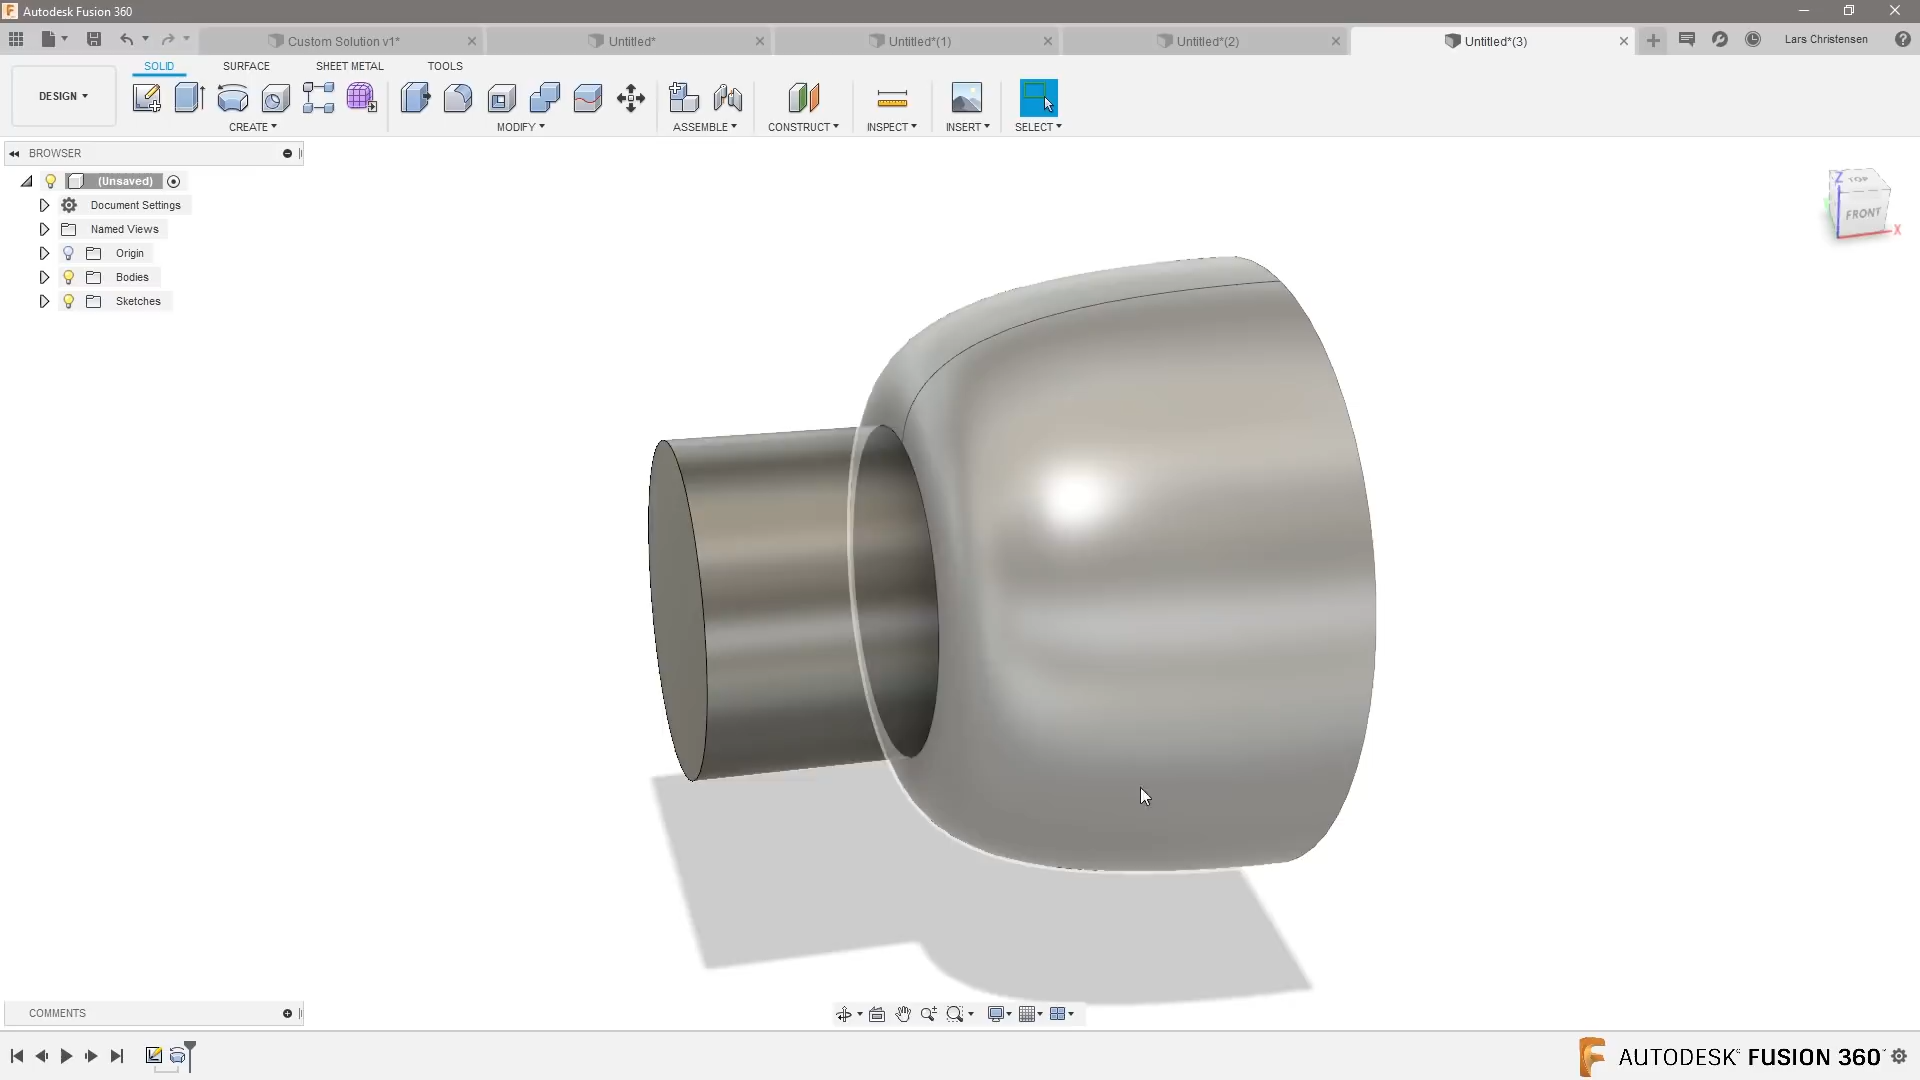 Autodesk Fusion 360
Custom Solution v1*
Untitled*
Untitled*(1)
Untitled*(2)
Untitled*(3)
Lars Christensen
DESIGN
SOLID
SURFACE
SHEET METAL
TOOLS
CREATE
MODIFY
ASSEMBLE
CONSTRUCT
INSPECT
INSERT
SELECT
BROWSER
(Unsaved)
Document Settings
Named Views
Origin
Bodies
Sketches
Z
TOP
FRONT
X
COMMENTS
AUTODESK FUSION 360